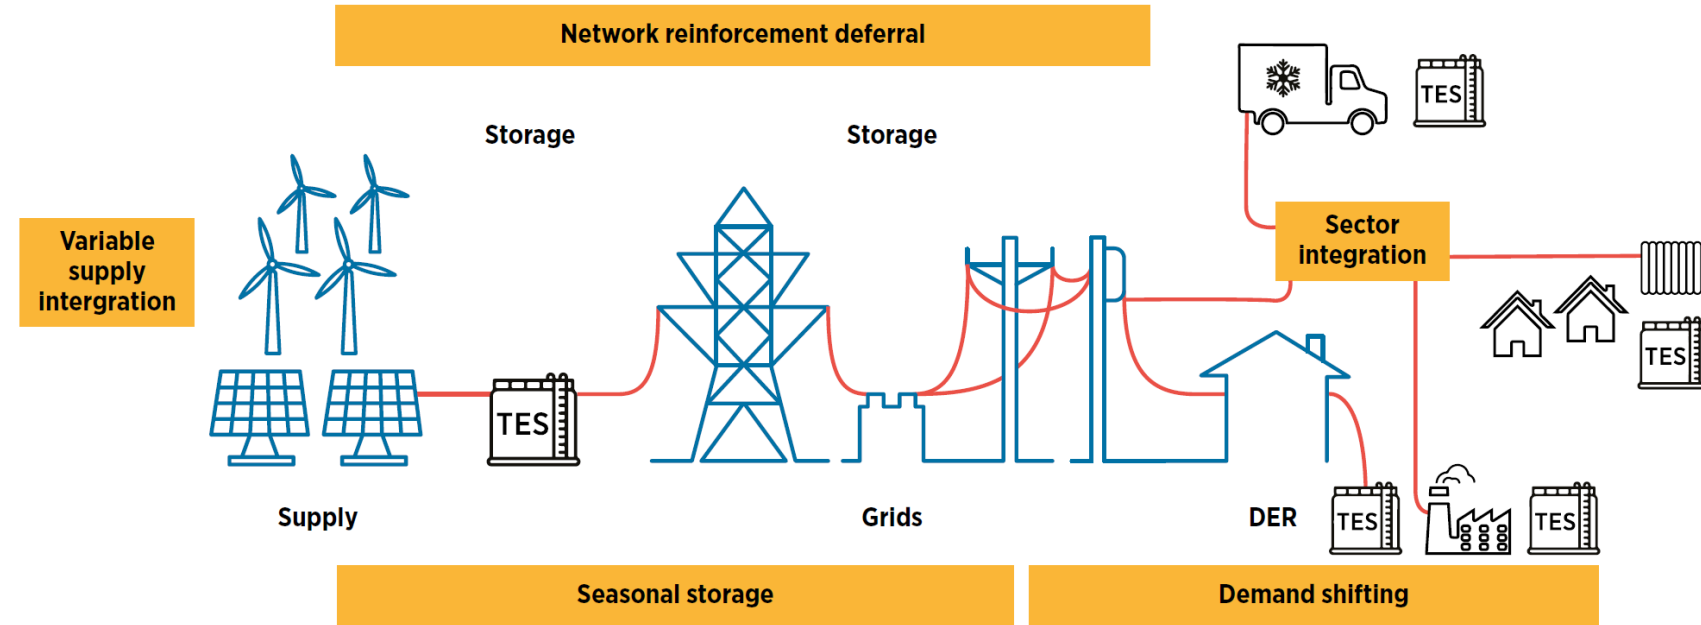 Network reinforcement deferral
TES
Storage
Storage
Variable
supply
intergration
Sector
integration
TES
TES
Supply
Grids
DER
TES
TES
Seasonal storage
Demand shifting